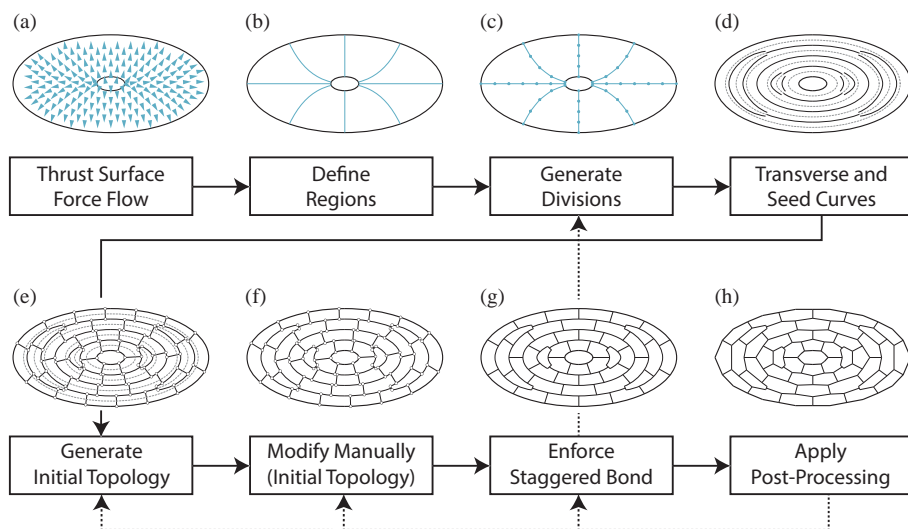 (a) (b) (c) (d)
Thrust Surface
Force Flow
Define
Regions
Generate
Divisions
Transverse and
Seed Curves
(e) (f) (g) (h)
Generate
Initial Topology
Modify Manually
(Initial Topology)
Enforce
Staggered Bond
Apply
Post-Processing